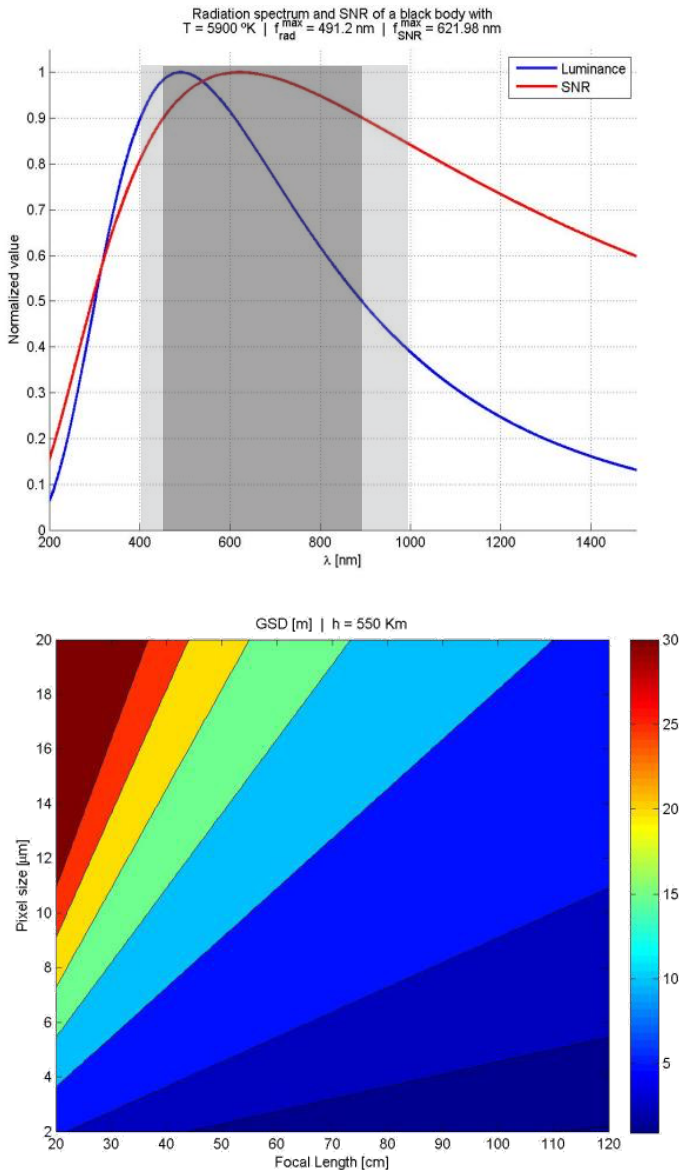 Radiation spectrum and SNR of a black body with
T = 5900 ºK | f_rad^max = 491.2 nm | f_SNR^max = 621.98 nm
Luminance
SNR
Normalized value
1
0.9
0.8
0.7
0.6
0.5
0.4
0.3
0.2
0.1
0
200 400 600 800 1000 1200 1400
λ [nm]
GSD [m] | h = 550 Km
Pixel size [µm]
20
18
16
14
12
10
8
6
4
2
20 30 40 50 60 70 80 90 100 110 120
Focal Length [cm]
30
25
20
15
10
5